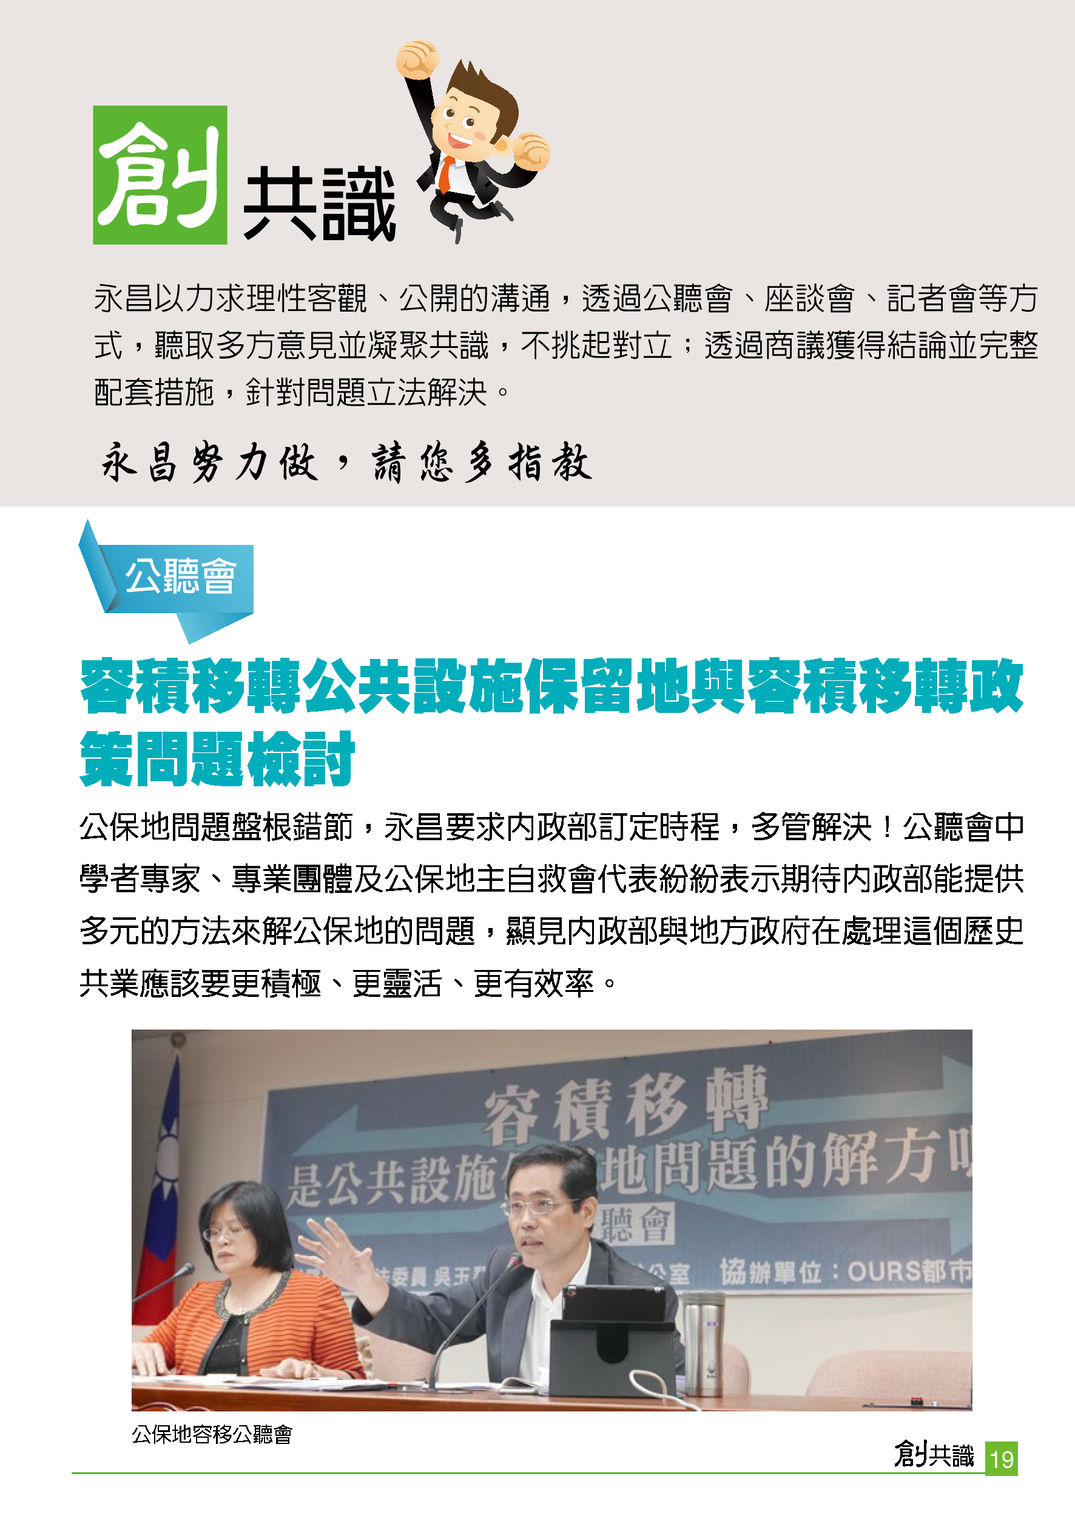 創共識
永昌以力求理性客觀、公開的溝通，透過公聽會、座談會、記者會等方
式，聽取多方意見並凝聚共識，不挑起對立；透過商議獲得結論並完整
配套措施，針對問題立法解決。
永昌努力做，請您多指教
公聽會
容積移轉公共設施保留地與容積移轉政
策問題檢討
公保地問題盤根錯節，永昌要求內政部訂定時程，多管解決！公聽會中
學者專家、專業團體及公保地主自救會代表紛紛表示期待內政部能提供
多元的方法來解公保地的問題，顯見內政部與地方政府在處理這個歷史
共業應該要更積極、更靈活、更有效率。
容積移轉
是公共設施 地問題的解方
聽會
委員 吳玉 公室 協辦單位：OURS都市
公保地容移公聽會
創共識 19